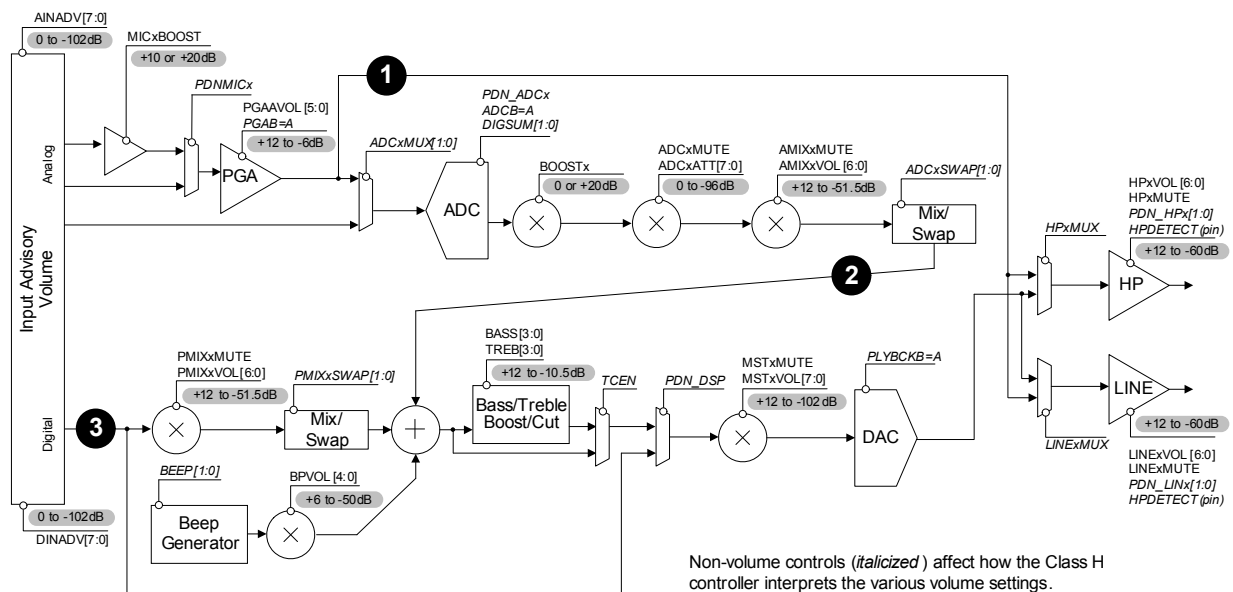 AINADV[7:0]
0 to -102dB
MICxBOOST
+10 or +20dB
1
PDNMICx
PGAAVOL[5:0]
PGAB=A
+12 to -6dB
PDN_ADCx
ADCB=A
DIGSUM[1:0]
ADCxMUX[1:0]
BOOSTx
0 or +20dB
ADCxMUTE
ADCxATT[7:0]
0 to -96dB
AMIXxMUTE
AMIXxVOL[6:0]
+12 to -51.5dB
ADCxSWAP[1:0]
HPxVOL[6:0]
HPxMUTE
PDN_HPx[1:0]
HPDETECT(pin)
+12 to -60dB
HPxMUX
Input Advisory
Volume
Analog
Digital
PGA
ADC
Mix/
Swap
HP
2
PMIXxMUTE
PMIXxVOL[6:0]
+12 to -51.5dB
PMIXxSWAP[1:0]
BASS[3:0]
TREB[3:0]
+12 to -10.5dB
TCEN
PDN_DSP
MSTxMUTE
MSTxVOL[7:0]
+12 to -102dB
PLYBCKB=A
3
Mix/
Swap
Bass/Treble
Boost/Cut
DAC
LINE
LINExMUX
+12 to -60dB
LINExVOL[6:0]
LINExMUTE
PDN_LINx[1:0]
HPDETECT(pin)
BEEP[1:0]
BPVOL[4:0]
+6 to -50dB
Beep
Generator
0 to -102dB
DINADV[7:0]
Non-volume controls (italicized) affect how the Class H
controller interprets the various volume settings.